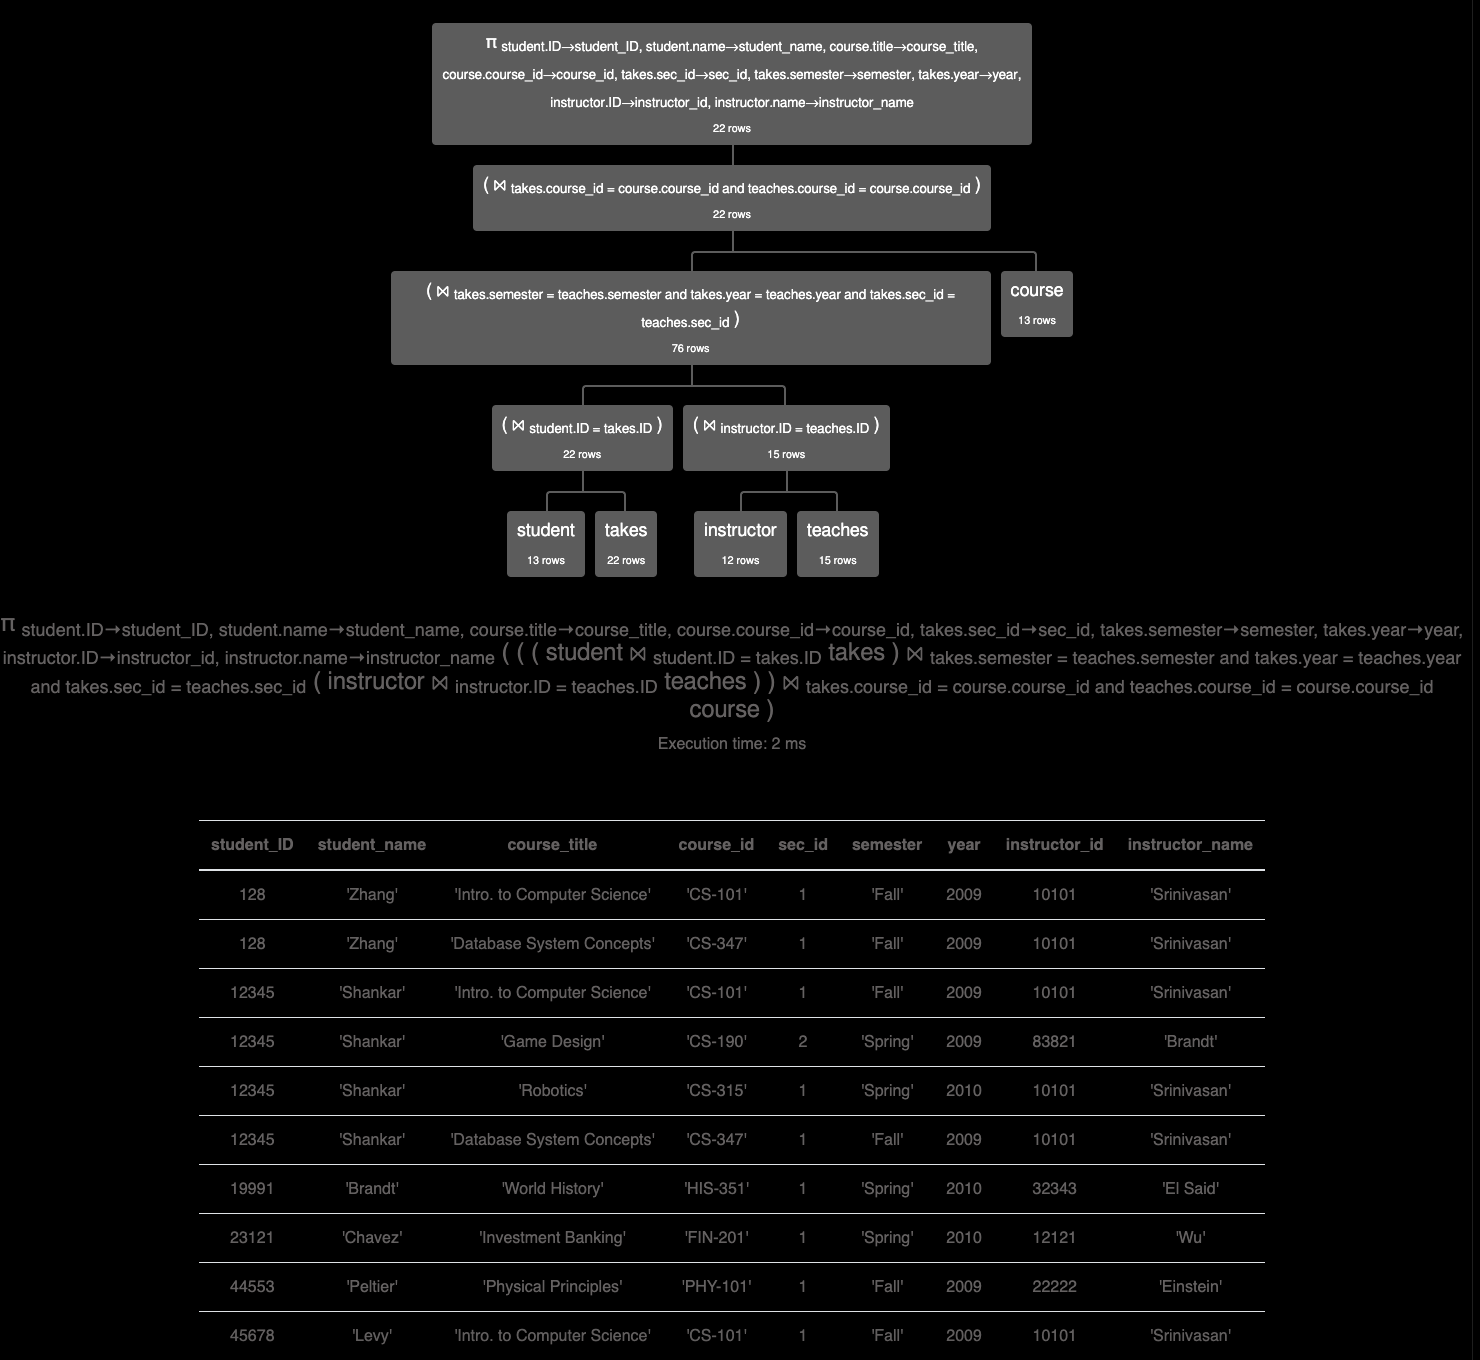 π student.ID→student_ID, student.name→student_name, course.title→course_title,
course.course_id→course_id, takes.sec_id→sec_id, takes.semester→semester, takes.year→year,
instructor.ID→instructor_id, instructor.name→instructor_name
22 rows
( ⋈ takes.course_id = course.course_id and teaches.course_id = course.course_id )
22 rows
( ⋈ takes.semester = teaches.semester and takes.year = teaches.year and takes.sec_id =
teaches.sec_id )
76 rows
course
13 rows
( ⋈ student.ID = takes.ID )
22 rows
( ⋈ instructor.ID = teaches.ID )
15 rows
student
13 rows
takes
22 rows
instructor
12 rows
teaches
15 rows
π student.ID→student_ID, student.name→student_name, course.title→course_title, course.course_id→course_id, takes.sec_id→sec_id, takes.semester→semester, takes.year→year,
instructor.ID→instructor_id, instructor.name→instructor_name ( ( ( student ⋈ student.ID = takes.ID takes ) ⋈ takes.semester = teaches.semester and takes.year = teaches.year
and takes.sec_id = teaches.sec_id ( instructor ⋈ instructor.ID = teaches.ID teaches ) ) ⋈ takes.course_id = course.course_id and teaches.course_id = course.course_id
course )
Execution time: 2 ms
student_ID student_name course_title course_id sec_id semester year instructor_id instructor_name
128 'Zhang' 'Intro. to Computer Science' 'CS-101' 1 'Fall' 2009 10101 'Srinivasan'
128 'Zhang' 'Database System Concepts' 'CS-347' 1 'Fall' 2009 10101 'Srinivasan'
12345 'Shankar' 'Intro. to Computer Science' 'CS-101' 1 'Fall' 2009 10101 'Srinivasan'
12345 'Shankar' 'Game Design' 'CS-190' 2 'Spring' 2009 83821 'Brandt'
12345 'Shankar' 'Robotics' 'CS-315' 1 'Spring' 2010 10101 'Srinivasan'
12345 'Shankar' 'Database System Concepts' 'CS-347' 1 'Fall' 2009 10101 'Srinivasan'
19991 'Brandt' 'World History' 'HIS-351' 1 'Spring' 2010 32343 'El Said'
23121 'Chavez' 'Investment Banking' 'FIN-201' 1 'Spring' 2010 12121 'Wu'
44553 'Peltier' 'Physical Principles' 'PHY-101' 1 'Fall' 2009 22222 'Einstein'
45678 'Levy' 'Intro. to Computer Science' 'CS-101' 1 'Fall' 2009 10101 'Srinivasan'